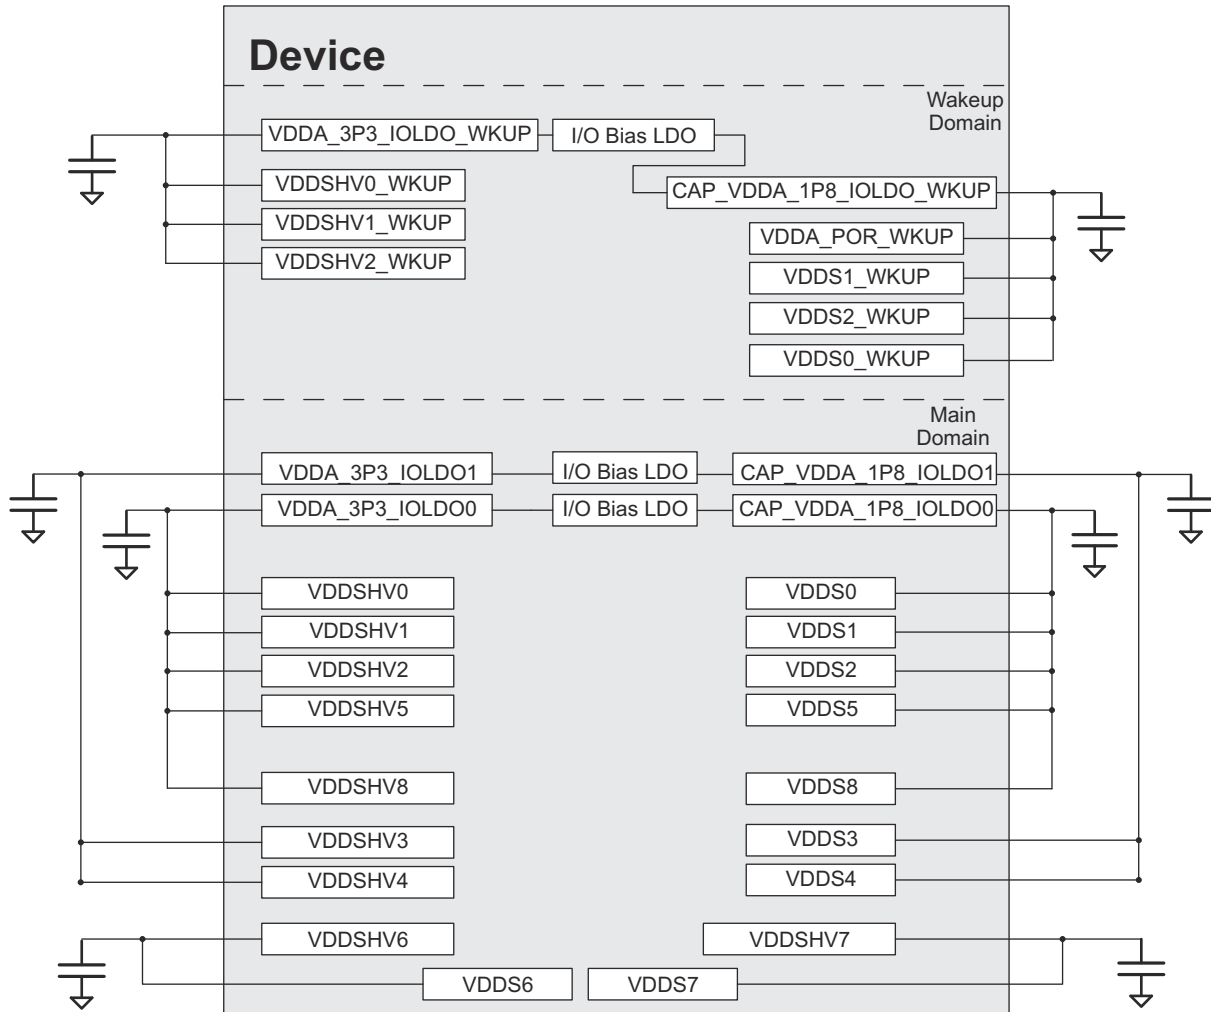 Device
Wakeup
Domain
VDDA_3P3_IOLDO_WKUP
I/O Bias LDO
VDDSHV0_WKUP
CAP_VDDA_1P8_IOLDO_WKUP
VDDSHV1_WKUP
VDDA_POR_WKUP
VDDSHV2_WKUP
VDDS1_WKUP
VDDS2_WKUP
VDDS0_WKUP
Main
Domain
VDDA_3P3_IOLDO1
I/O Bias LDO
CAP_VDDA_1P8_IOLDO1
VDDA_3P3_IOLDO0
I/O Bias LDO
CAP_VDDA_1P8_IOLDO0
VDDSHV0
VDDS0
VDDSHV1
VDDS1
VDDSHV2
VDDS2
VDDSHV5
VDDS5
VDDSHV8
VDDS8
VDDSHV3
VDDS3
VDDSHV4
VDDS4
VDDSHV6
VDDSHV7
VDDS6
VDDS7